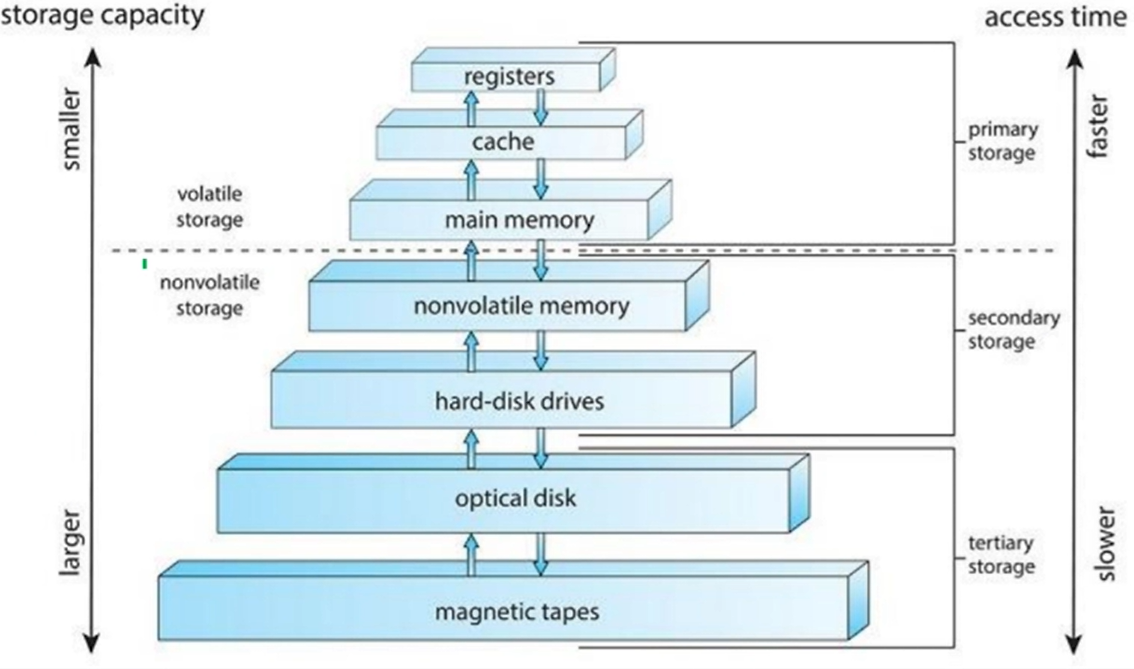 storage capacity
access time
smaller
faster
registers
cache
primary
storage
volatile
storage
main memory
nonvolatile
storage
nonvolatile memory
secondary
storage
hard-disk drives
optical disk
larger
slower
tertiary
storage
magnetic tapes